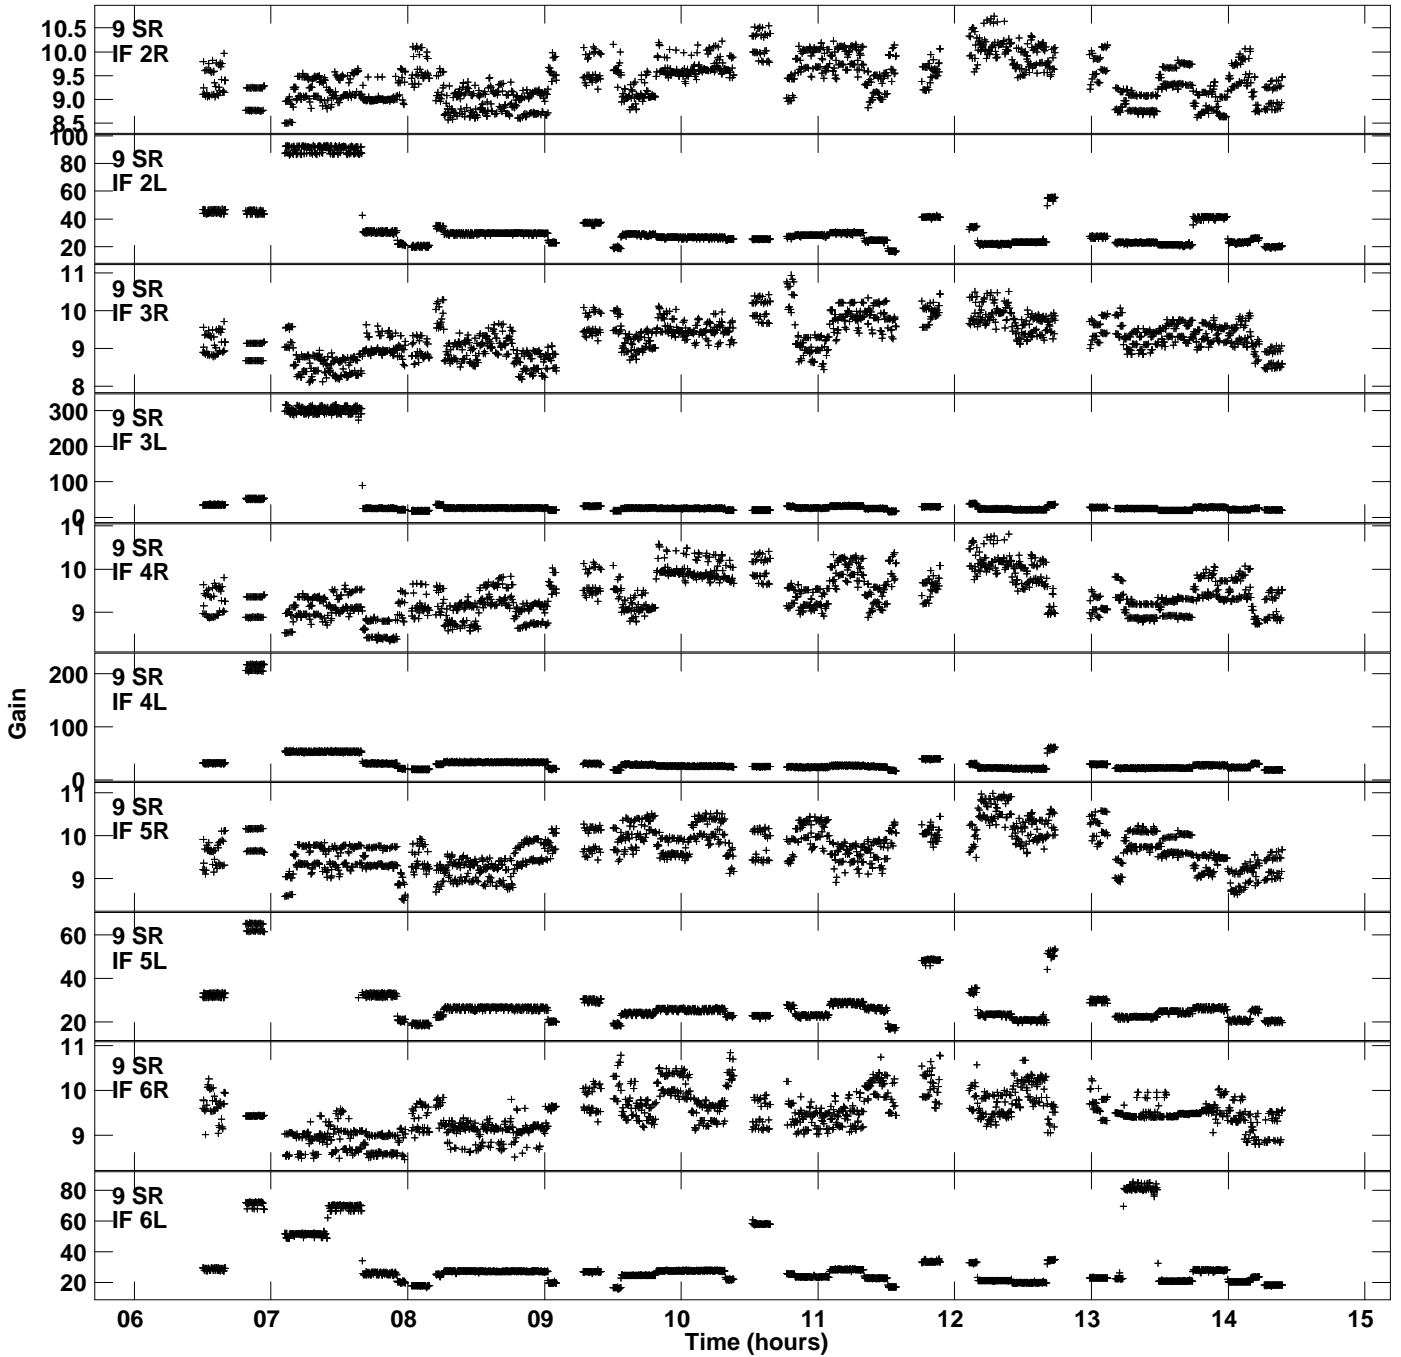 9 SR
IF 2R
10.5
10.0
9.5
9.0
8.5
9 SR
IF 2L
100
80
60
40
20
9 SR
IF 3R
11
10
9
8
9 SR
IF 3L
300
200
100
0
9 SR
IF 4R
11
10
9
9 SR
IF 4L
200
100
0
9 SR
IF 5R
11
10
9
9 SR
IF 5L
60
40
20
9 SR
IF 6R
11
10
9
9 SR
IF 6L
80
60
40
20
Gain
06 07 08 09 10 11 12 13 14 15
Time (hours)